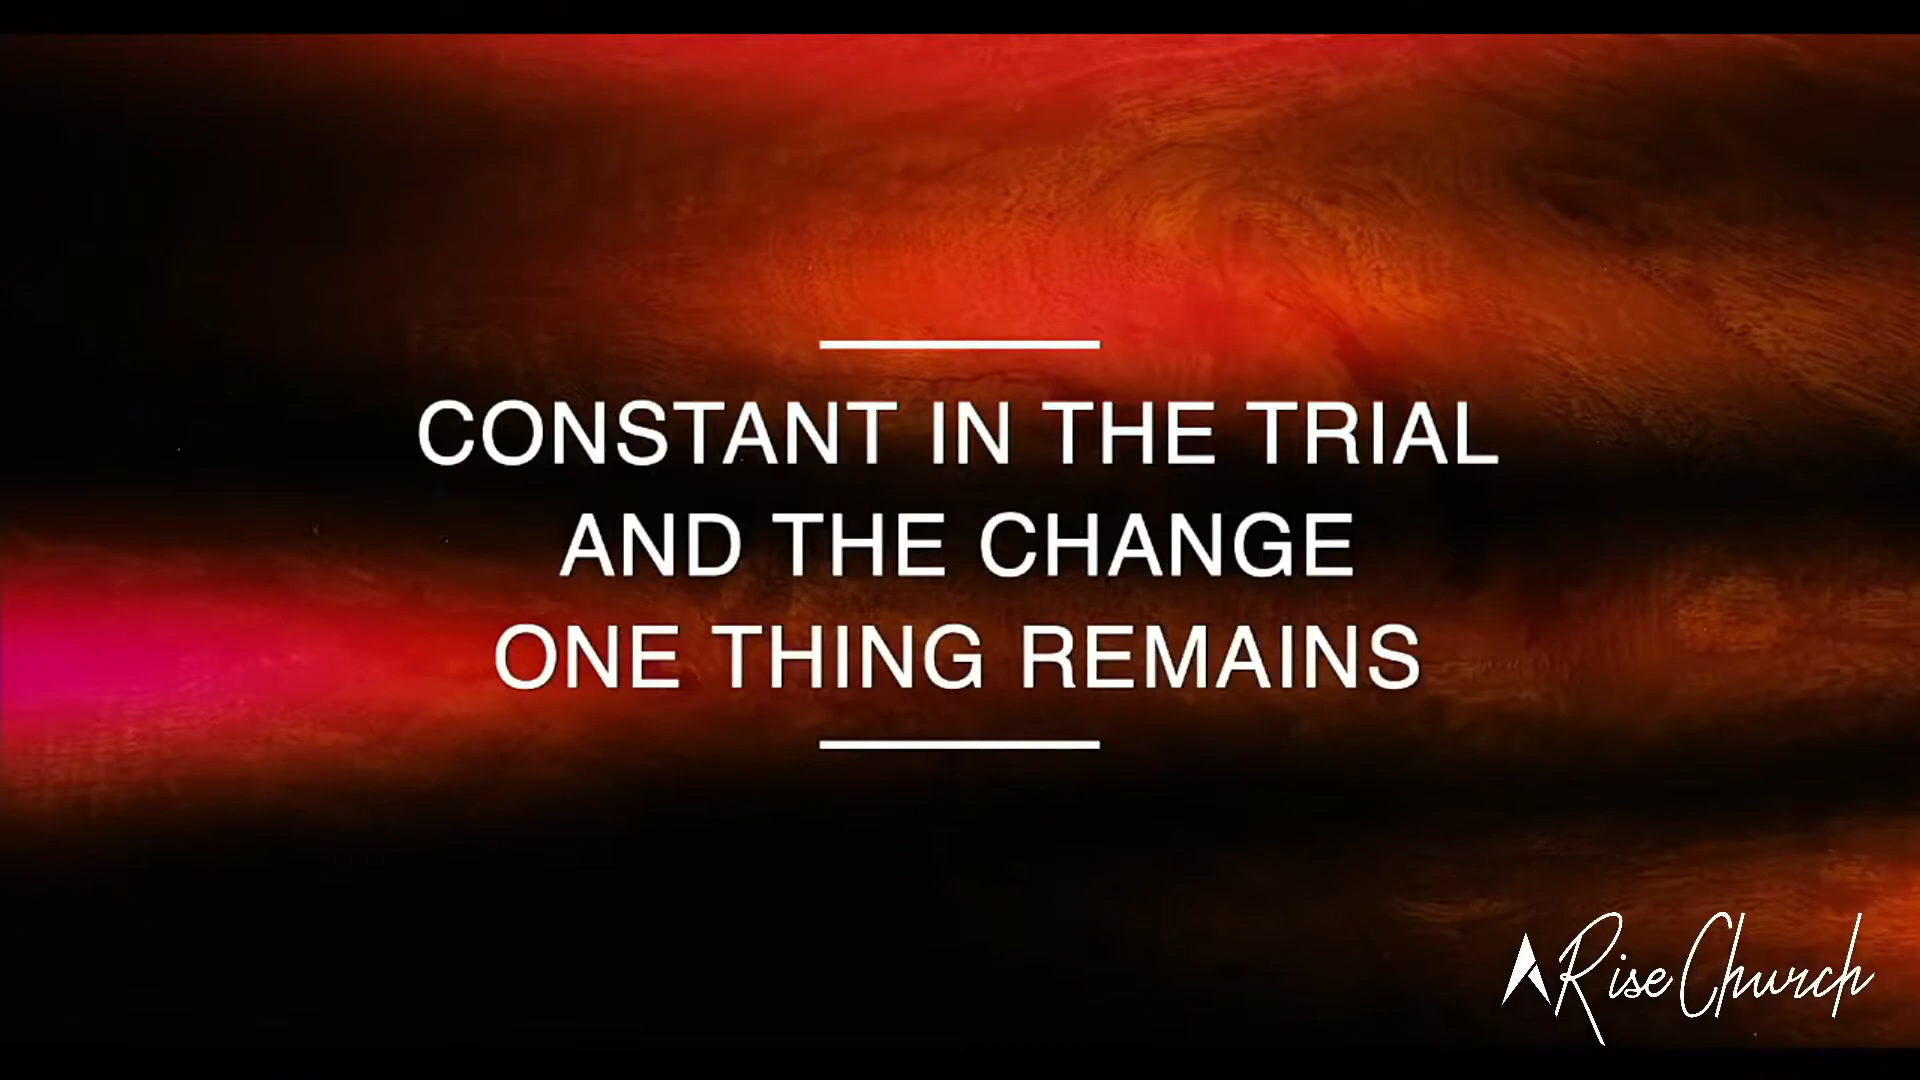 CONSTANT IN THE TRIAL
AND THE CHANGE
ONE THING REMAINS
Rise Church